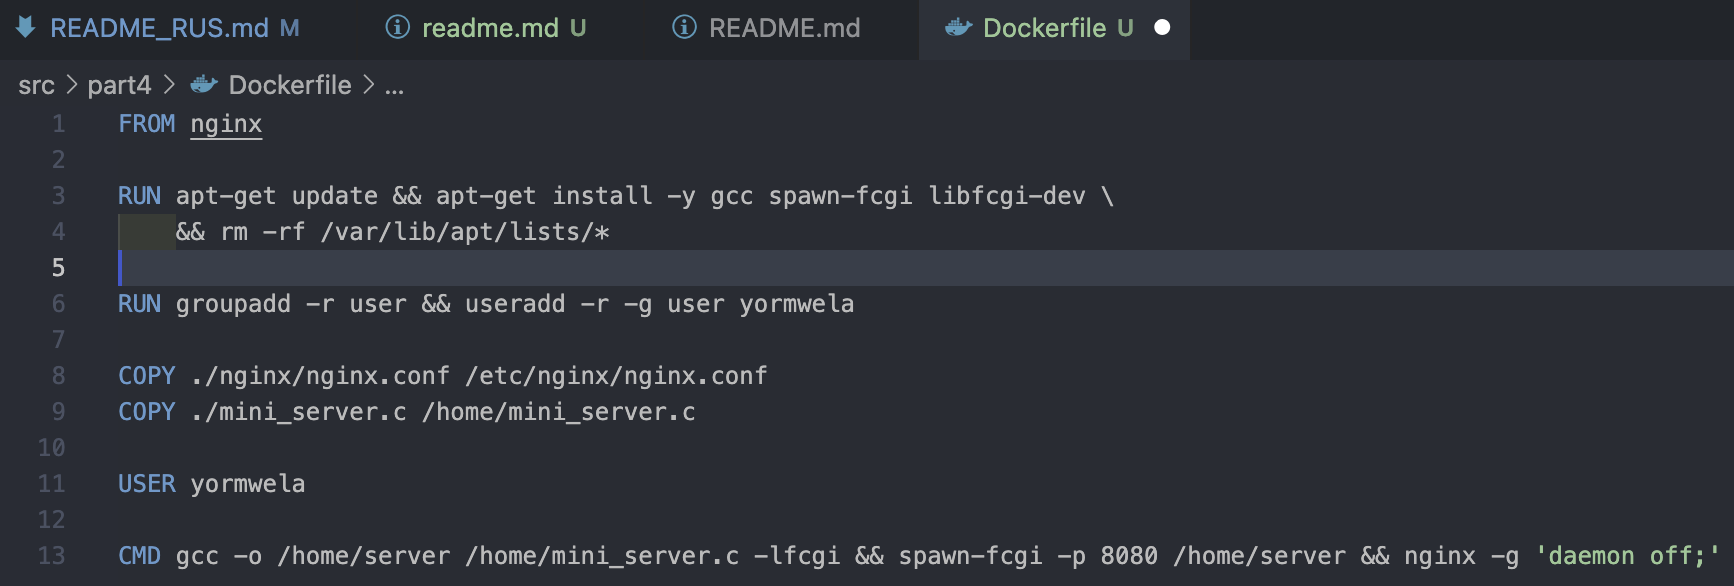 README_RUS.md M readme.md U README.md Dockerfile U
src > part4 > Dockerfile > ...
1 FROM nginx
2
3 RUN apt-get update && apt-get install -y gcc spawn-fcgi libfcgi-dev \
4 && rm -rf /var/lib/apt/lists/*
5
6 RUN groupadd -r user && useradd -r -g user yormwela
7
8 COPY ./nginx/nginx.conf /etc/nginx/nginx.conf
9 COPY ./mini_server.c /home/mini_server.c
10
11 USER yormwela
12
13 CMD gcc -o /home/server /home/mini_server.c -lfcgi && spawn-fcgi -p 8080 /home/server && nginx -g 'daemon off;'